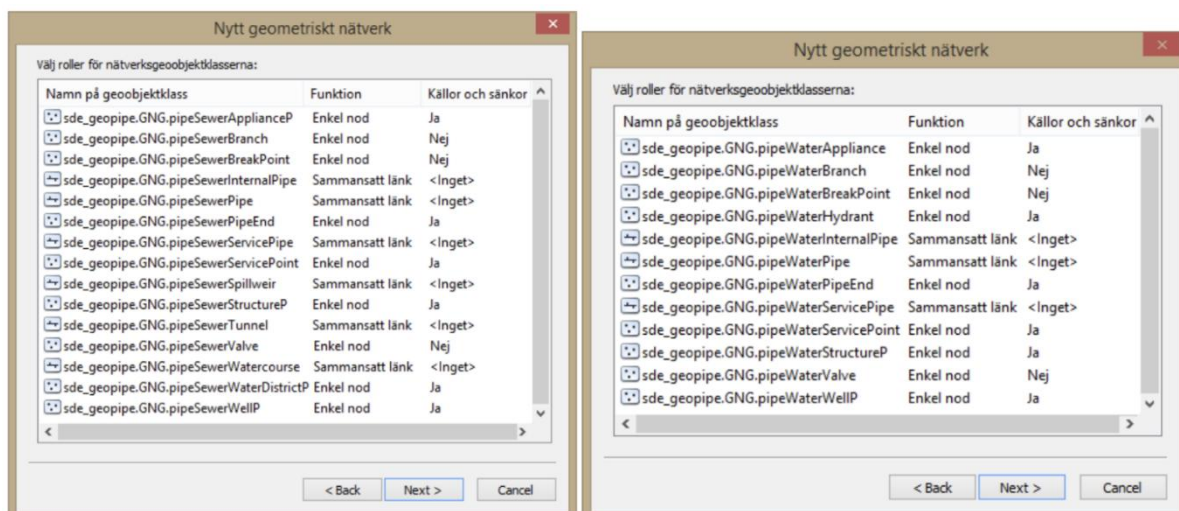 Nytt geometriskt nätverk
Välj roller för nätverksgeoobjektklasserna:
Namn på geoobjektklass Funktion Källor och sänkor
sde_geopipe.GNG.pipeSewerApplianceP Enkel nod Ja
sde_geopipe.GNG.pipeSewerBranch Enkel nod Nej
sde_geopipe.GNG.pipeSewerBreakPoint Enkel nod Nej
sde_geopipe.GNG.pipeSewerInternalPipe Sammansatt länk <Inget>
sde_geopipe.GNG.pipeSewerPipe Sammansatt länk <Inget>
sde_geopipe.GNG.pipeSewerPipeEnd Enkel nod Ja
sde_geopipe.GNG.pipeSewerServicePipe Sammansatt länk <Inget>
sde_geopipe.GNG.pipeSewerServicePoint Enkel nod Ja
sde_geopipe.GNG.pipeSewerSpillweir Sammansatt länk <Inget>
sde_geopipe.GNG.pipeSewerStructureP Enkel nod Ja
sde_geopipe.GNG.pipeSewerTunnel Sammansatt länk <Inget>
sde_geopipe.GNG.pipeSewerValve Enkel nod Nej
sde_geopipe.GNG.pipeSewerWatercourse Sammansatt länk <Inget>
sde_geopipe.GNG.pipeSewerWaterDistrictP Enkel nod Ja
sde_geopipe.GNG.pipeSewerWellP Enkel nod Ja
< Back Next > Cancel
Nytt geometriskt nätverk
Välj roller för nätverksgeoobjektklasserna:
Namn på geoobjektklass Funktion Källor och sänkor
sde_geopipe.GNG.pipeWaterAppliance Enkel nod Ja
sde_geopipe.GNG.pipeWaterBranch Enkel nod Nej
sde_geopipe.GNG.pipeWaterBreakPoint Enkel nod Nej
sde_geopipe.GNG.pipeWaterHydrant Enkel nod Ja
sde_geopipe.GNG.pipeWaterInternalPipe Sammansatt länk <Inget>
sde_geopipe.GNG.pipeWaterPipe Sammansatt länk <Inget>
sde_geopipe.GNG.pipeWaterPipeEnd Enkel nod Ja
sde_geopipe.GNG.pipeWaterServicePipe Sammansatt länk <Inget>
sde_geopipe.GNG.pipeWaterServicePoint Enkel nod Ja
sde_geopipe.GNG.pipeWaterStructureP Enkel nod Ja
sde_geopipe.GNG.pipeWaterValve Enkel nod Nej
sde_geopipe.GNG.pipeWaterWellP Enkel nod Ja
< Back Next > Cancel